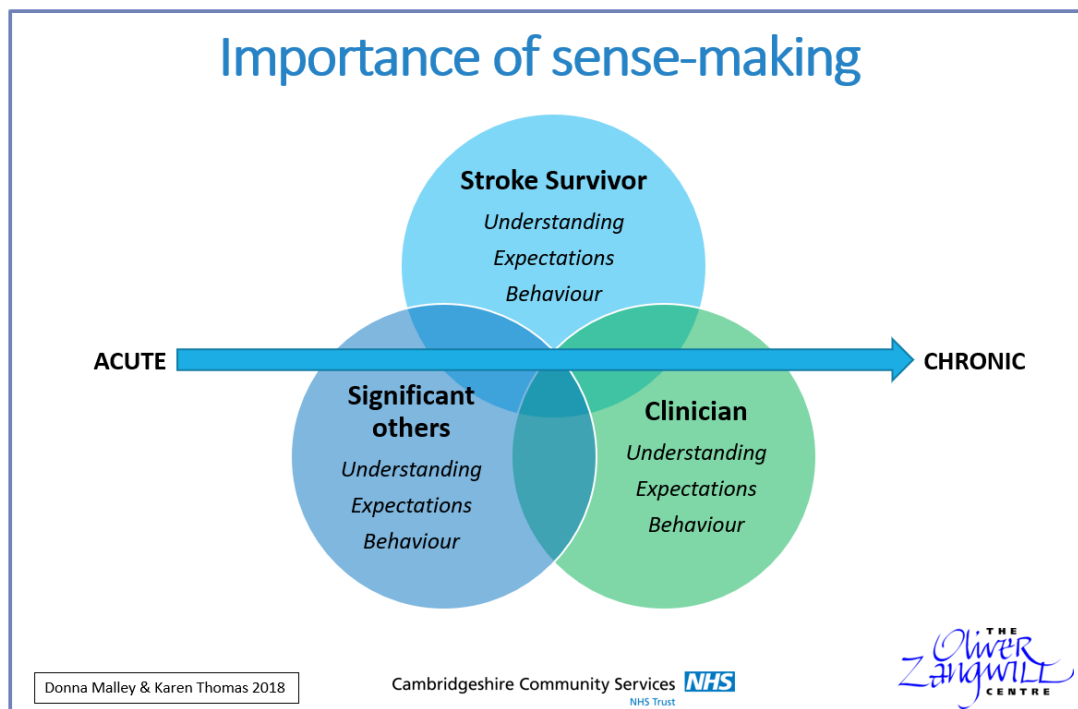 Importance of sense-making
Stroke Survivor
Understanding
Expectations
Behaviour
ACUTE
CHRONIC
Significant
others
Understanding
Expectations
Behaviour
Clinician
Understanding
Expectations
Behaviour
Donna Malley & Karen Thomas 2018
Cambridgeshire Community Services NHS
NHS Trust
THE
OLIVER
ZANGWILL
CENTRE